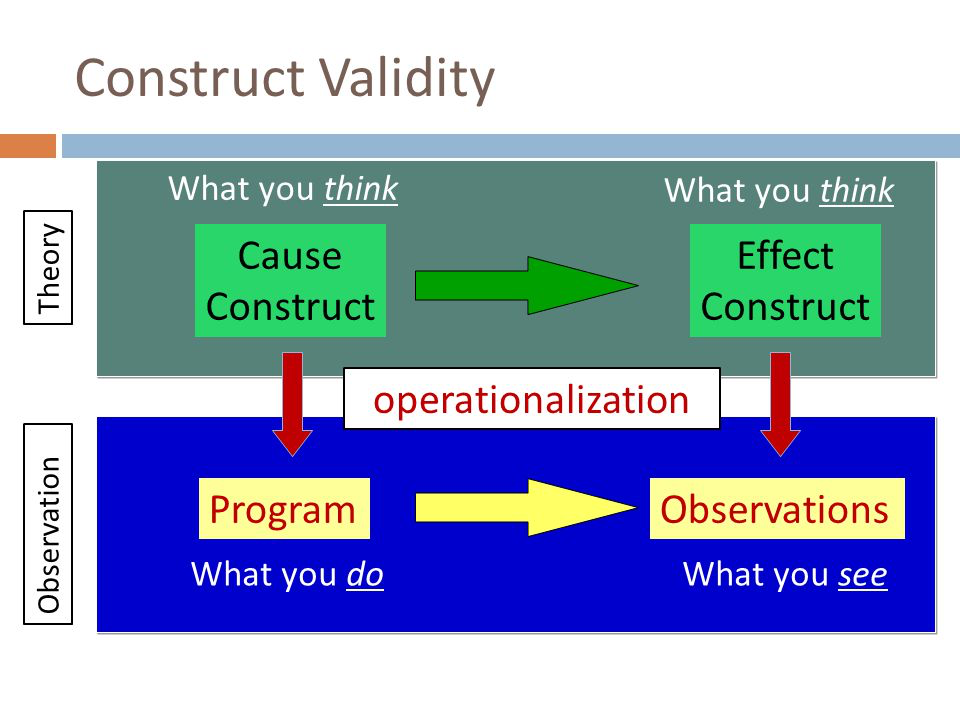 Construct Validity
What you think
What you think
Theory
Cause
Construct
Effect
Construct
operationalization
Observation
Program
Observations
What you do
What you see